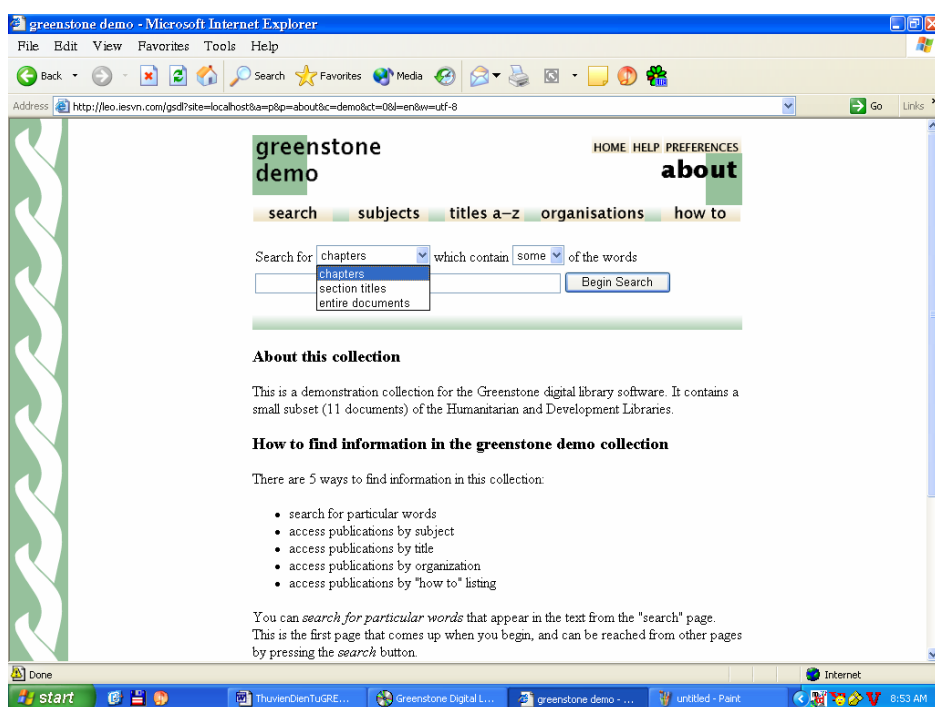 greenstone demo - Microsoft Internet Explorer
File Edit View Favorites Tools Help
Back Search Favorites Media
Address http://leo.iesvn.com/gsdl?site=localhost&a=p&p=about&c=demo&ct=0&l=en&w=utf-8 Go Links
greenstone
demo
HOME HELP PREFERENCES
about
search subjects titles a–z organisations how to
Search for chapters which contain some of the words
chapters
section titles
entire documents
Begin Search
About this collection
This is a demonstration collection for the Greenstone digital library software. It contains a
small subset (11 documents) of the Humanitarian and Development Libraries.
How to find information in the greenstone demo collection
There are 5 ways to find information in this collection:
• search for particular words
• access publications by subject
• access publications by title
• access publications by organization
• access publications by "how to" listing
You can search for particular words that appear in the text from the "search" page.
This is the first page that comes up when you begin, and can be reached from other pages
by pressing the search button.
Done Internet
start ThuvienDienTuGRE... Greenstone Digital L... greenstone demo - ... untitled - Paint 8:53 AM